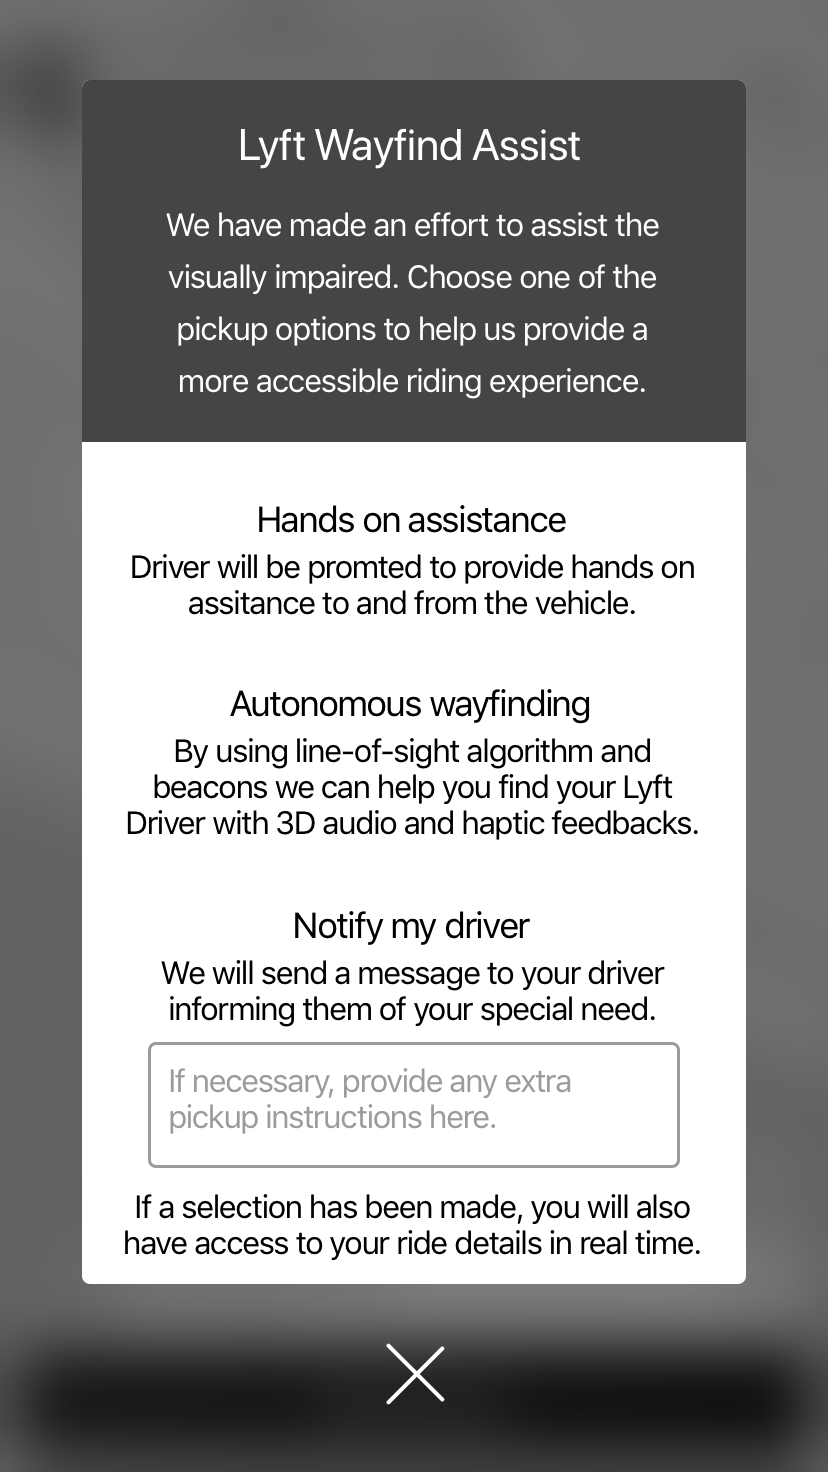 Lyft Wayfind Assist
We have made an effort to assist the
visually impaired. Choose one of the
pickup options to help us provide a
more accessible riding experience.
Hands on assistance
Driver will be promted to provide hands on
assitance to and from the vehicle.
Autonomous wayfinding
By using line-of-sight algorithm and
beacons we can help you find your Lyft
Driver with 3D audio and haptic feedbacks.
Notify my driver
We will send a message to your driver
informing them of your special need.
If necessary, provide any extra
pickup instructions here.
If a selection has been made, you will also
have access to your ride details in real time.